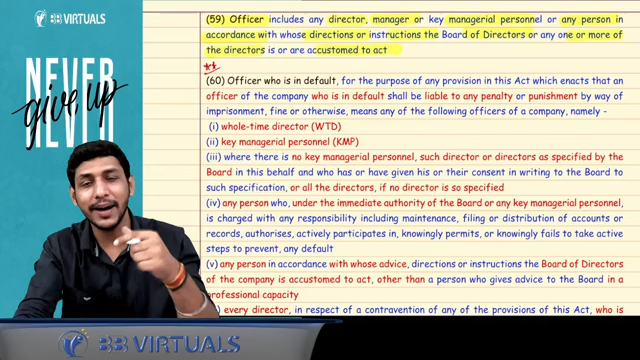 BB VIRTUALS
NEVER
give up
NEVER
(59) Officer includes any director, manager or key managerial personnel or any person in
accordance with whose directions or instructions the Board of Directors or any one or more of
the directors is or are accustomed to act
(60) Officer who is in default, for the purpose of any provision in this Act which enacts that an
officer of the company who is in default shall be liable to any penalty or punishment by way of
imprisonment, fine or otherwise, means any of the following officers of a company, namely -
(i) whole-time director (WTD)
(ii) key managerial personnel (KMP)
(iii) where there is no key managerial personnel, such director or directors as specified by the
Board in this behalf and who has or have given his or their consent in writing to the Board to
such specification, or all the directors, if no director is so specified
(iv) any person who, under the immediate authority of the Board or any key managerial personnel,
is charged with any responsibility including maintenance, filing or distribution of accounts or
records, authorises, actively participates in, knowingly permits, or knowingly fails to take active
steps to prevent, any default
(v) any person in accordance with whose advice, directions or instructions the Board of Directors
of the company is accustomed to act, other than a person who gives advice to the Board in a
professional capacity
every director, in respect of a contravention of any of the provisions of this Act, who is
BB VIRTUALS